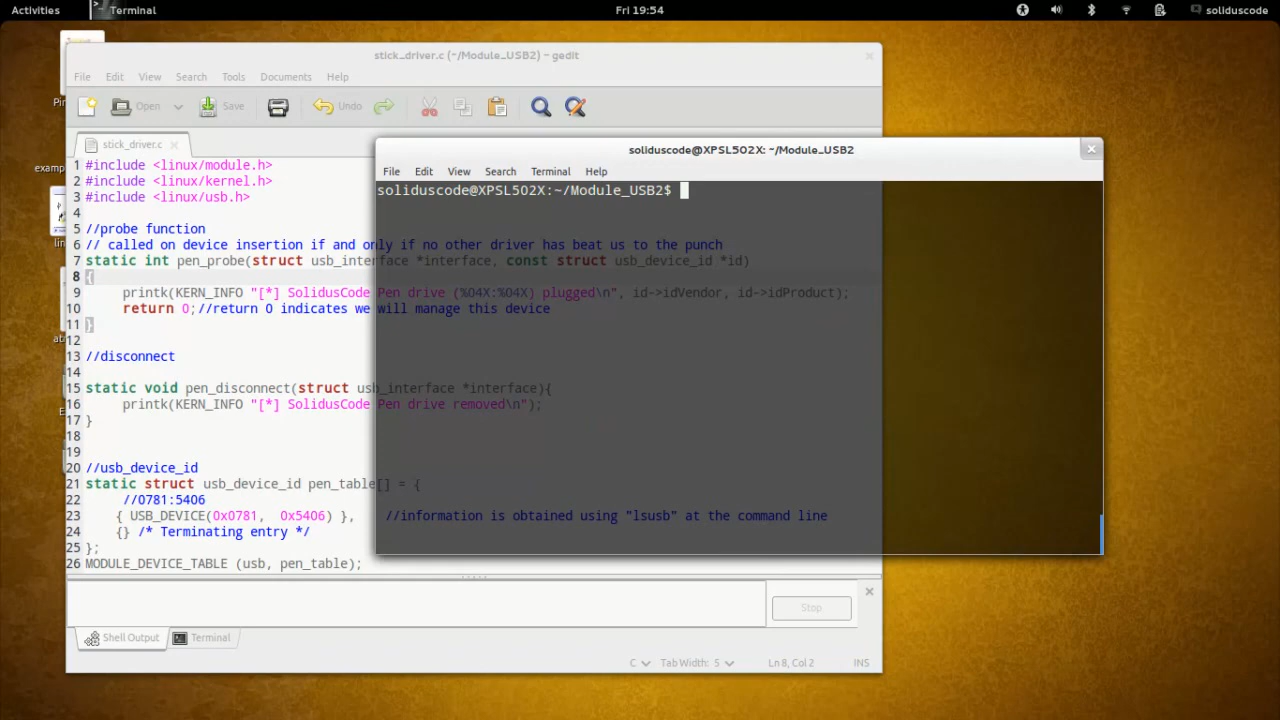 Activities Terminal Fri 19:54 soliduscode
stick_driver.c (~/Module_USB2) - gedit
File Edit View Search Tools Documents Help
Open Save Undo
stick_driver.c
1 #include <linux/module.h>
2 #include <linux/kernel.h>
3 #include <linux/usb.h>
4
5 //probe function
6 // called on device insertion if and only if no other driver has beat us to the punch
7 static int pen_probe(struct usb_interface *interface, const struct usb_device_id *id)
8 {
9 printk(KERN_INFO "[*] SolidusCode Pen drive (%04X:%04X) plugged\n", id->idVendor, id->idProduct);
10 return 0;//return 0 indicates we will manage this device
11 }
12
13 //disconnect
14
15 static void pen_disconnect(struct usb_interface *interface){
16 printk(KERN_INFO "[*] SolidusCode Pen drive removed\n");
17 }
18
19
20 //usb_device_id
21 static struct usb_device_id pen_table[] = {
22 //0781:5406
23 { USB_DEVICE(0x0781, 0x5406) }, //information is obtained using "lsusb" at the command line
24 {} /* Terminating entry */
25 };
26 MODULE_DEVICE_TABLE (usb, pen_table);
soliduscode@XPSL502X: ~/Module_USB2
File Edit View Search Terminal Help
soliduscode@XPSL502X:~/Module_USB2$
Stop
Shell Output Terminal
C Tab Width: 5 Ln 8, Col 2 INS